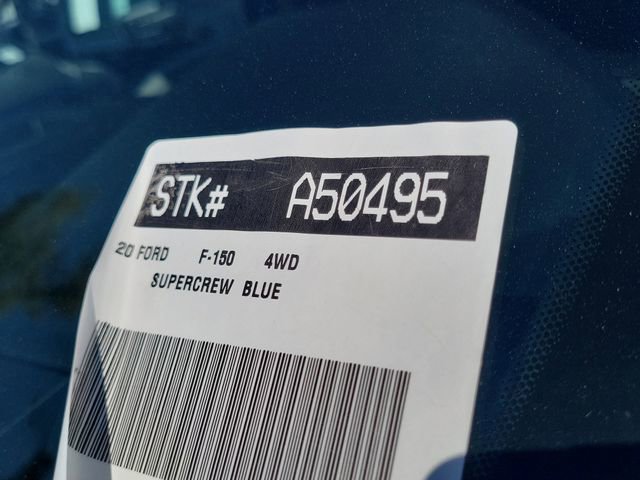 STK# A50495
20 FORD F-150 4WD
SUPERCREW BLUE